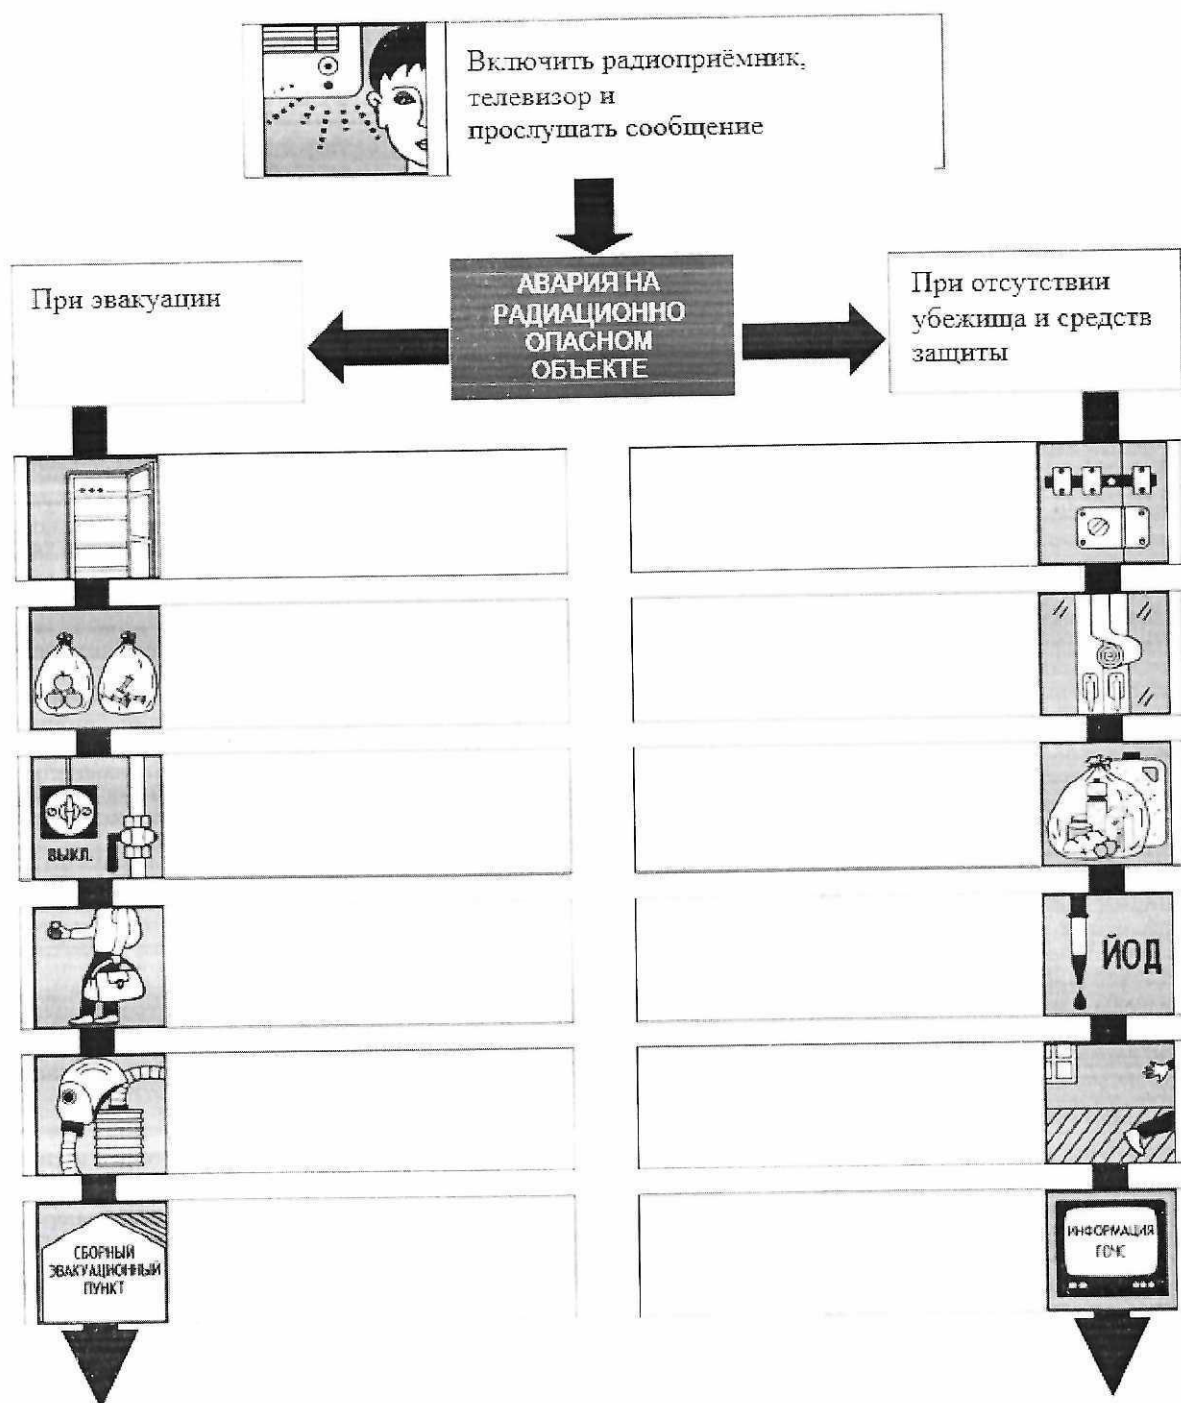 Включить радиоприёмник,
телевизор и
прослушать сообщение
При эвакуации
АВАРИЯ НА
РАДИАЦИОННО
ОПАСНОМ
ОБЪЕКТЕ
При отсутствии
убежища и средств
защиты
ВЫКЛ.
ЙОД
СБОРНЫЙ
ЭВАКУАЦИОННЫЙ
ПУНКТ
ИНФОРМАЦИЯ
ГОЧС